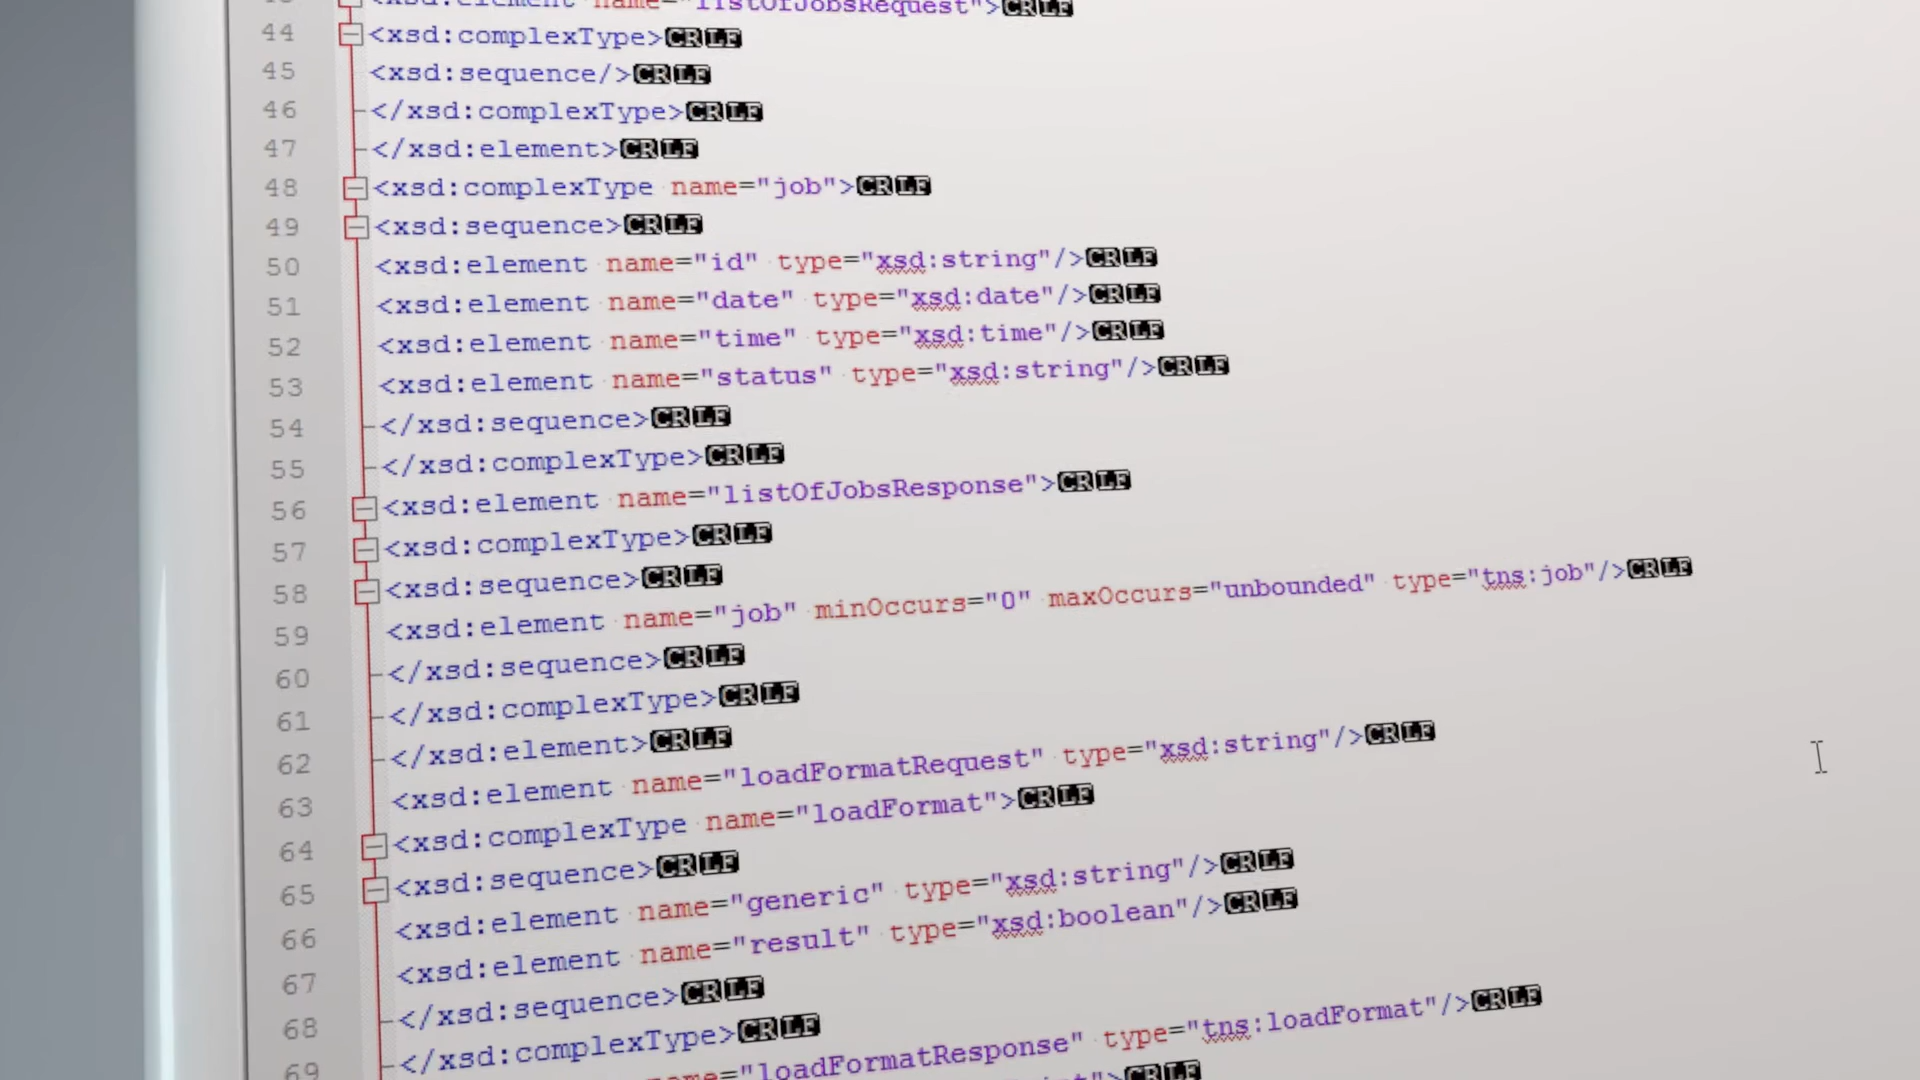 43 <xsd:element name="listOfJobsRequest">CRLF
44 <xsd:complexType>CRLF
45 <xsd:sequence/>CRLF
46 </xsd:complexType>CRLF
47 </xsd:element>CRLF
48 <xsd:complexType name="job">CRLF
49 <xsd:sequence>CRLF
50 <xsd:element name="id" type="xsd:string"/>CRLF
51 <xsd:element name="date" type="xsd:date"/>CRLF
52 <xsd:element name="time" type="xsd:time"/>CRLF
53 <xsd:element name="status" type="xsd:string"/>CRLF
54 </xsd:sequence>CRLF
55 </xsd:complexType>CRLF
56 <xsd:element name="listOfJobsResponse">CRLF
57 <xsd:complexType>CRLF
58 <xsd:sequence>CRLF
59 <xsd:element name="job" minOccurs="0" maxOccurs="unbounded" type="tns:job"/>CRLF
60 </xsd:sequence>CRLF
61 </xsd:complexType>CRLF
62 </xsd:element>CRLF
63 <xsd:element name="loadFormatRequest" type="xsd:string"/>CRLF
64 <xsd:complexType name="loadFormat">CRLF
65 <xsd:sequence>CRLF
66 <xsd:element name="generic" type="xsd:string"/>CRLF
67 <xsd:element name="result" type="xsd:boolean"/>CRLF
68 </xsd:sequence>CRLF
69 </xsd:complexType>CRLF
name="loadFormatResponse" type="tns:loadFormat"/>CRLF
CRLF